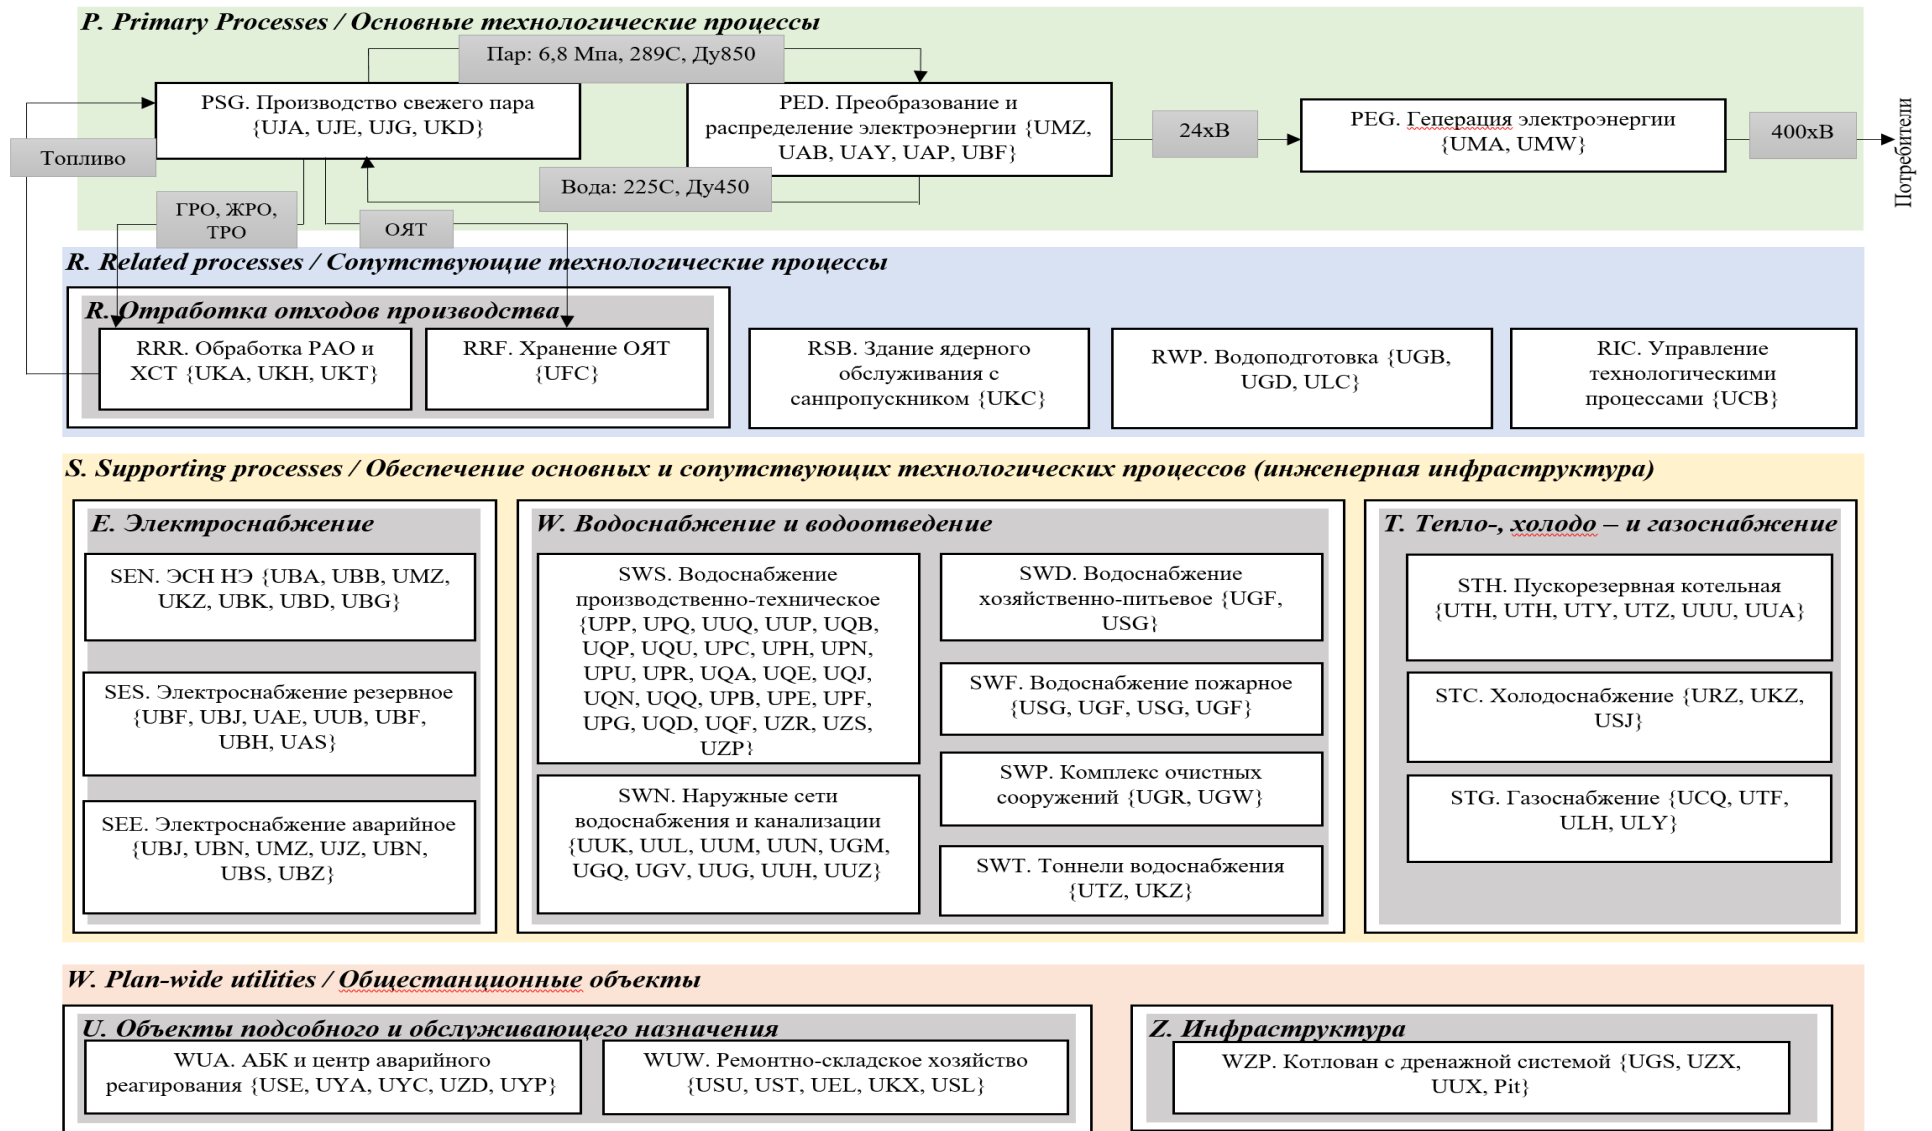 P. Primary Processes / Основные технологические процессы
Пар: 6,8 Мпа, 289С, Ду850
PSG. Производство свежего пара
{UJA, UJE, UJG, UKD}
PED. Преобразование и
распределение электроэнергии {UMZ,
UAB, UAY, UAP, UBF}
24хВ
PEG. Геперация электроэнергии
{UMA, UMW}
400хВ
Потребители
Топливо
Вода: 225С, Ду450
ГРО, ЖРО,
ТРО
ОЯТ
R. Related processes / Сопутствующие технологические процессы
R. Отработка отходов производства
RRR. Обработка РАО и
ХСТ {UKA, UKH, UKT}
RRF. Хранение ОЯТ
{UFC}
RSB. Здание ядерного
обслуживания с
санпропускником {UKC}
RWP. Водоподготовка {UGB,
UGD, ULC}
RIC. Управление
технологическими
процессами {UCB}
S. Supporting processes / Обеспечение основных и сопутствующих технологических процессов (инженерная инфраструктура)
E. Электроснабжение
SEN. ЭСН НЭ {UBA, UBB, UMZ,
UKZ, UBK, UBD, UBG}
SES. Электроснабжение резервное
{UBF, UBJ, UAE, UUB, UBF,
UBH, UAS}
SEE. Электроснабжение аварийное
{UBJ, UBN, UMZ, UJZ, UBN,
UBS, UBZ}
W. Водоснабжение и водоотведение
SWS. Водоснабжение
производственно-техническое
{UPP, UPQ, UUQ, UUP, UQB,
UQP, UQU, UPC, UPH, UPN,
UPU, UPR, UQA, UQE, UQJ,
UQN, UQQ, UPB, UPE, UPF,
UPG, UQD, UQF, UZR, UZS,
UZP}
SWN. Наружные сети
водоснабжения и канализации
{UUK, UUL, UUM, UUN, UGM,
UGQ, UGV, UUG, UUH, UUZ}
SWD. Водоснабжение
хозяйственно-питьевое {UGF,
USG}
SWF. Водоснабжение пожарное
{USG, UGF, USG, UGF}
SWP. Комплекс очистных
сооружений {UGR, UGW}
SWT. Тоннели водоснабжения
{UTZ, UKZ}
T. Тепло-, холодо – и газоснабжение
STH. Пускорезервная котельная
{UTH, UTH, UTY, UTZ, UUU, UUA}
STC. Холодоснабжение {URZ, UKZ,
USJ}
STG. Газоснабжение {UCQ, UTF,
ULH, ULY}
W. Plan-wide utilities / Общестанционные объекты
U. Объекты подсобного и обслуживающего назначения
WUA. АБК и центр аварийного
реагирования {USE, UYA, UYC, UZD, UYP}
WUW. Ремонтно-складское хозяйство
{USU, UST, UEL, UKX, USL}
Z. Инфраструктура
WZP. Котлован с дренажной системой {UGS, UZX,
UUX, Pit}